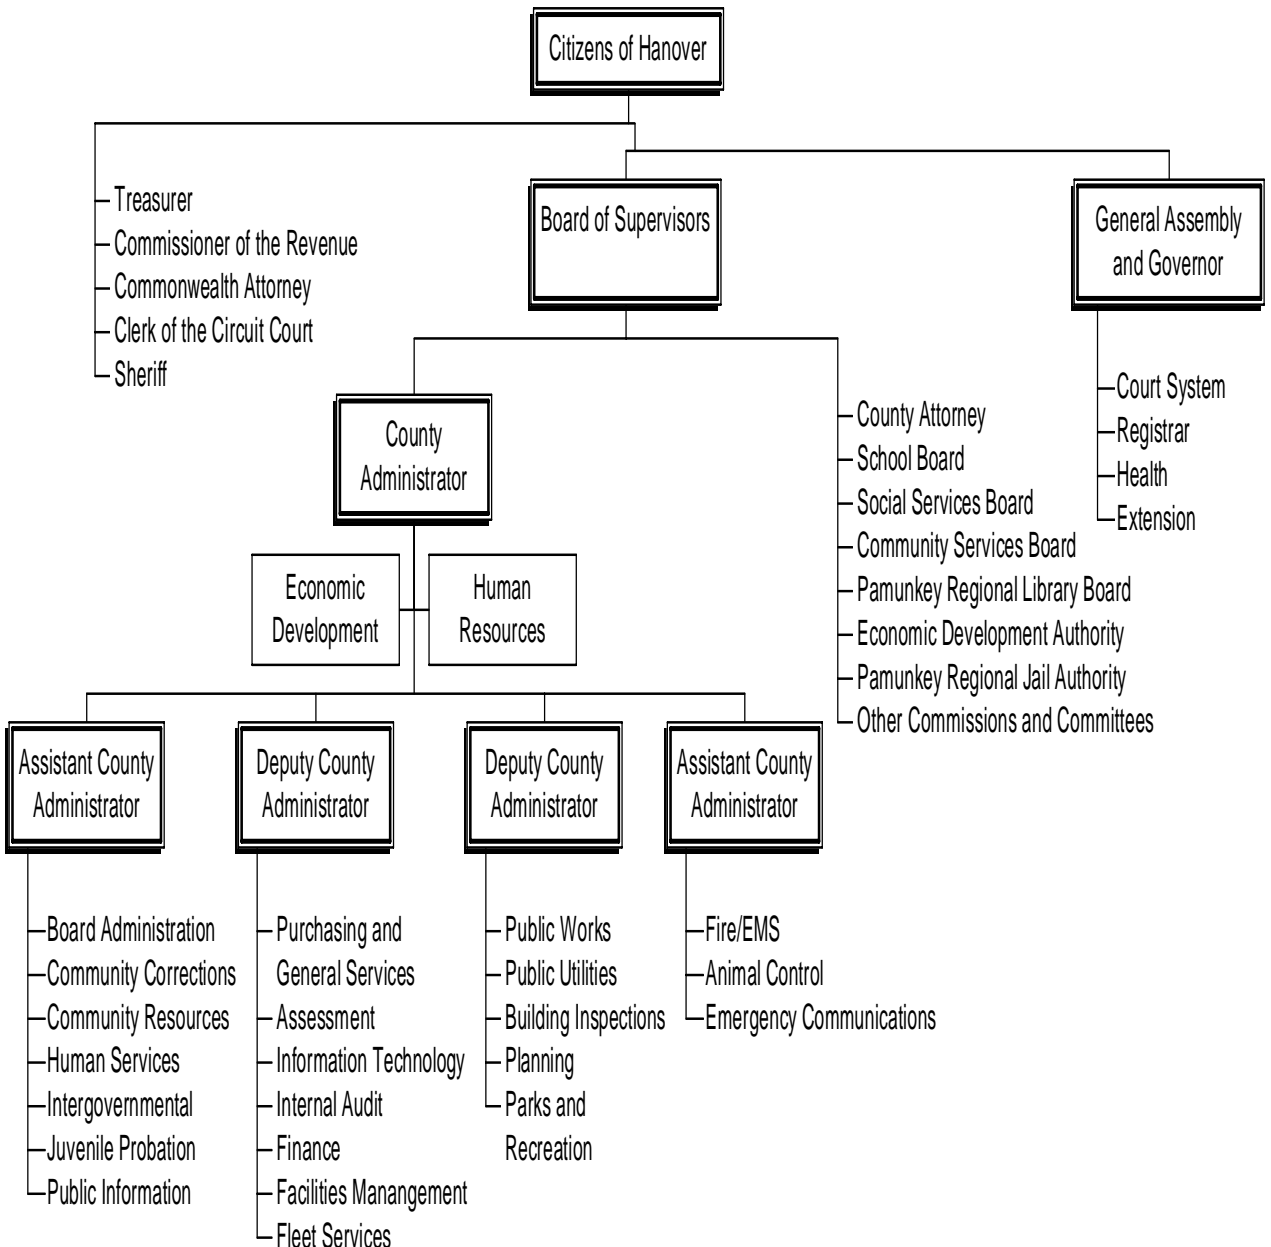 Citizens of Hanover
Treasurer
Commissioner of the Revenue
Commonwealth Attorney
Clerk of the Circuit Court
Sheriff
Board of Supervisors
General Assembly
and Governor
Court System
Registrar
Health
Extension
County
Administrator
County Attorney
School Board
Social Services Board
Community Services Board
Pamunkey Regional Library Board
Economic Development Authority
Pamunkey Regional Jail Authority
Other Commissions and Committees
Economic
Development
Human
Resources
Assistant County
Administrator
Board Administration
Community Corrections
Community Resources
Human Services
Intergovernmental
Juvenile Probation
Public Information
Deputy County
Administrator
Purchasing and
General Services
Assessment
Information Technology
Internal Audit
Finance
Facilities Manangement
Fleet Services
Deputy County
Administrator
Public Works
Public Utilities
Building Inspections
Planning
Parks and
Recreation
Assistant County
Administrator
Fire/EMS
Animal Control
Emergency Communications